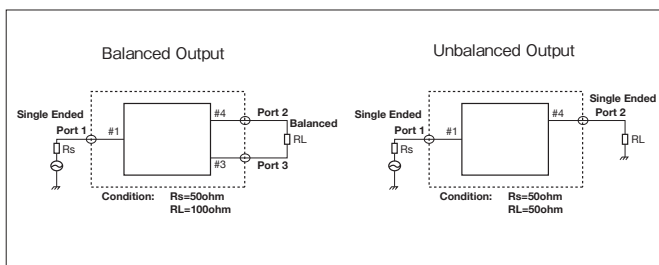 Balanced Output
Single Ended
Port 1
#1
Rs
#4
Port 2
Balanced
RL
#3
Port 3
Condition: Rs=50ohm
RL=100ohm
Unbalanced Output
Single Ended
Port 1
#1
Rs
#4
Single Ended
Port 2
RL
Condition: Rs=50ohm
RL=50ohm